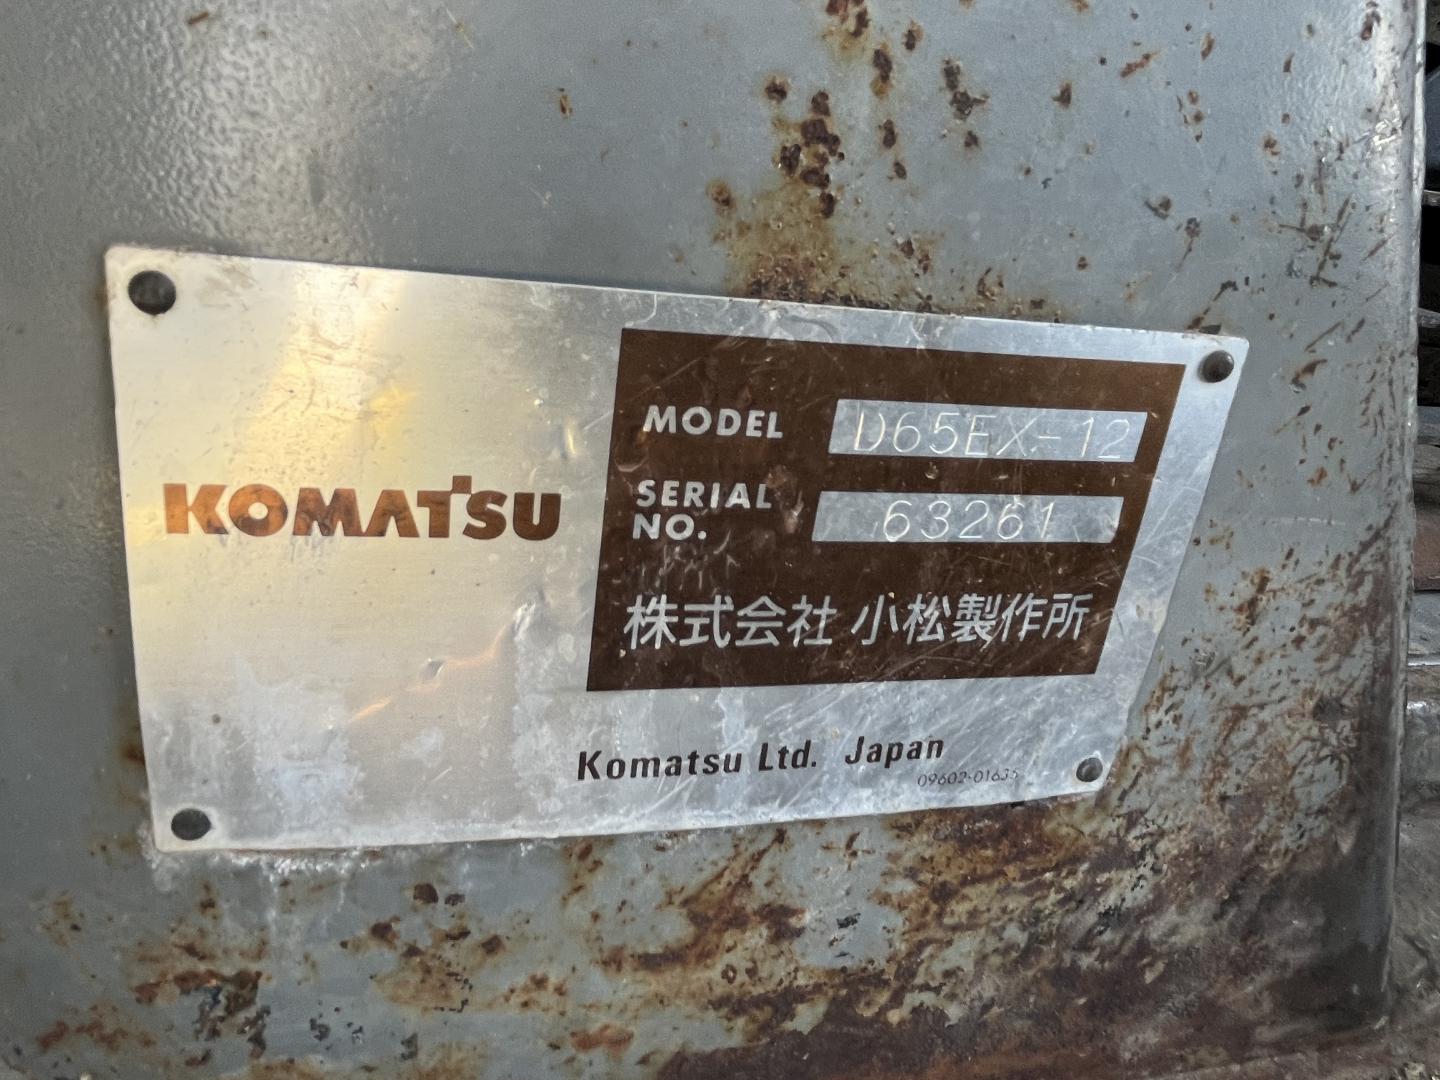 KOMATSU
MODEL D65EX-12
SERIAL NO. 63261
株式会社 小松製作所
Komatsu Ltd. Japan
09602-01635